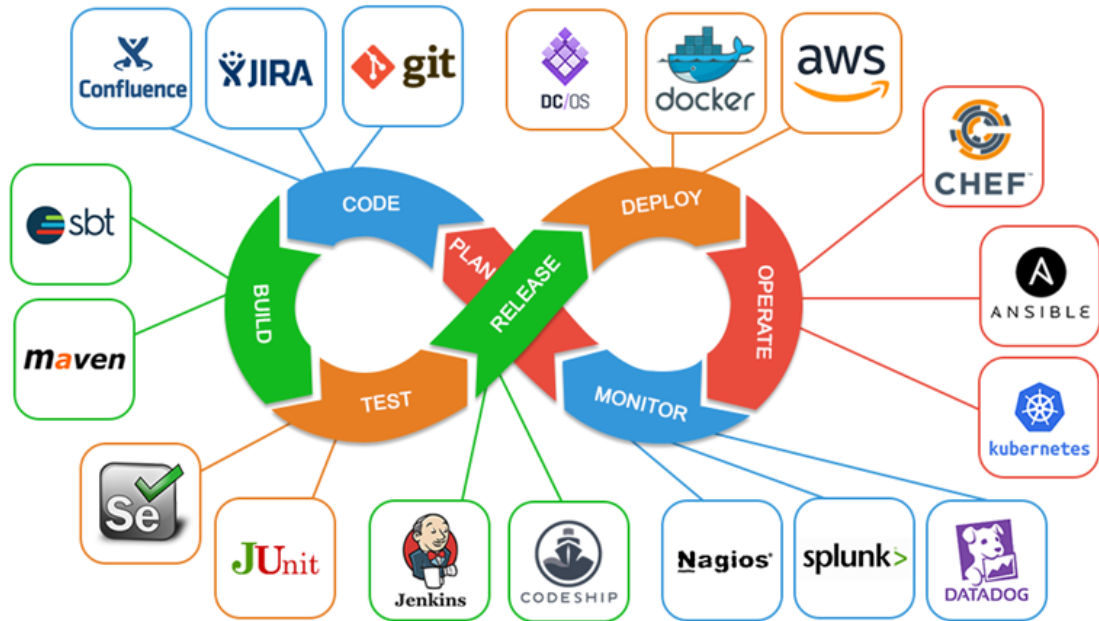 Confluence
JIRA
git
DC/OS
docker
aws
CHEF™
sbt
CODE
DEPLOY
PLAN
RELEASE
BUILD
OPERATE
ANSIBLE
maven
TEST
MONITOR
kubernetes
Se
JUnit
Jenkins
CODESHIP
Nagios®
splunk>
DATADOG